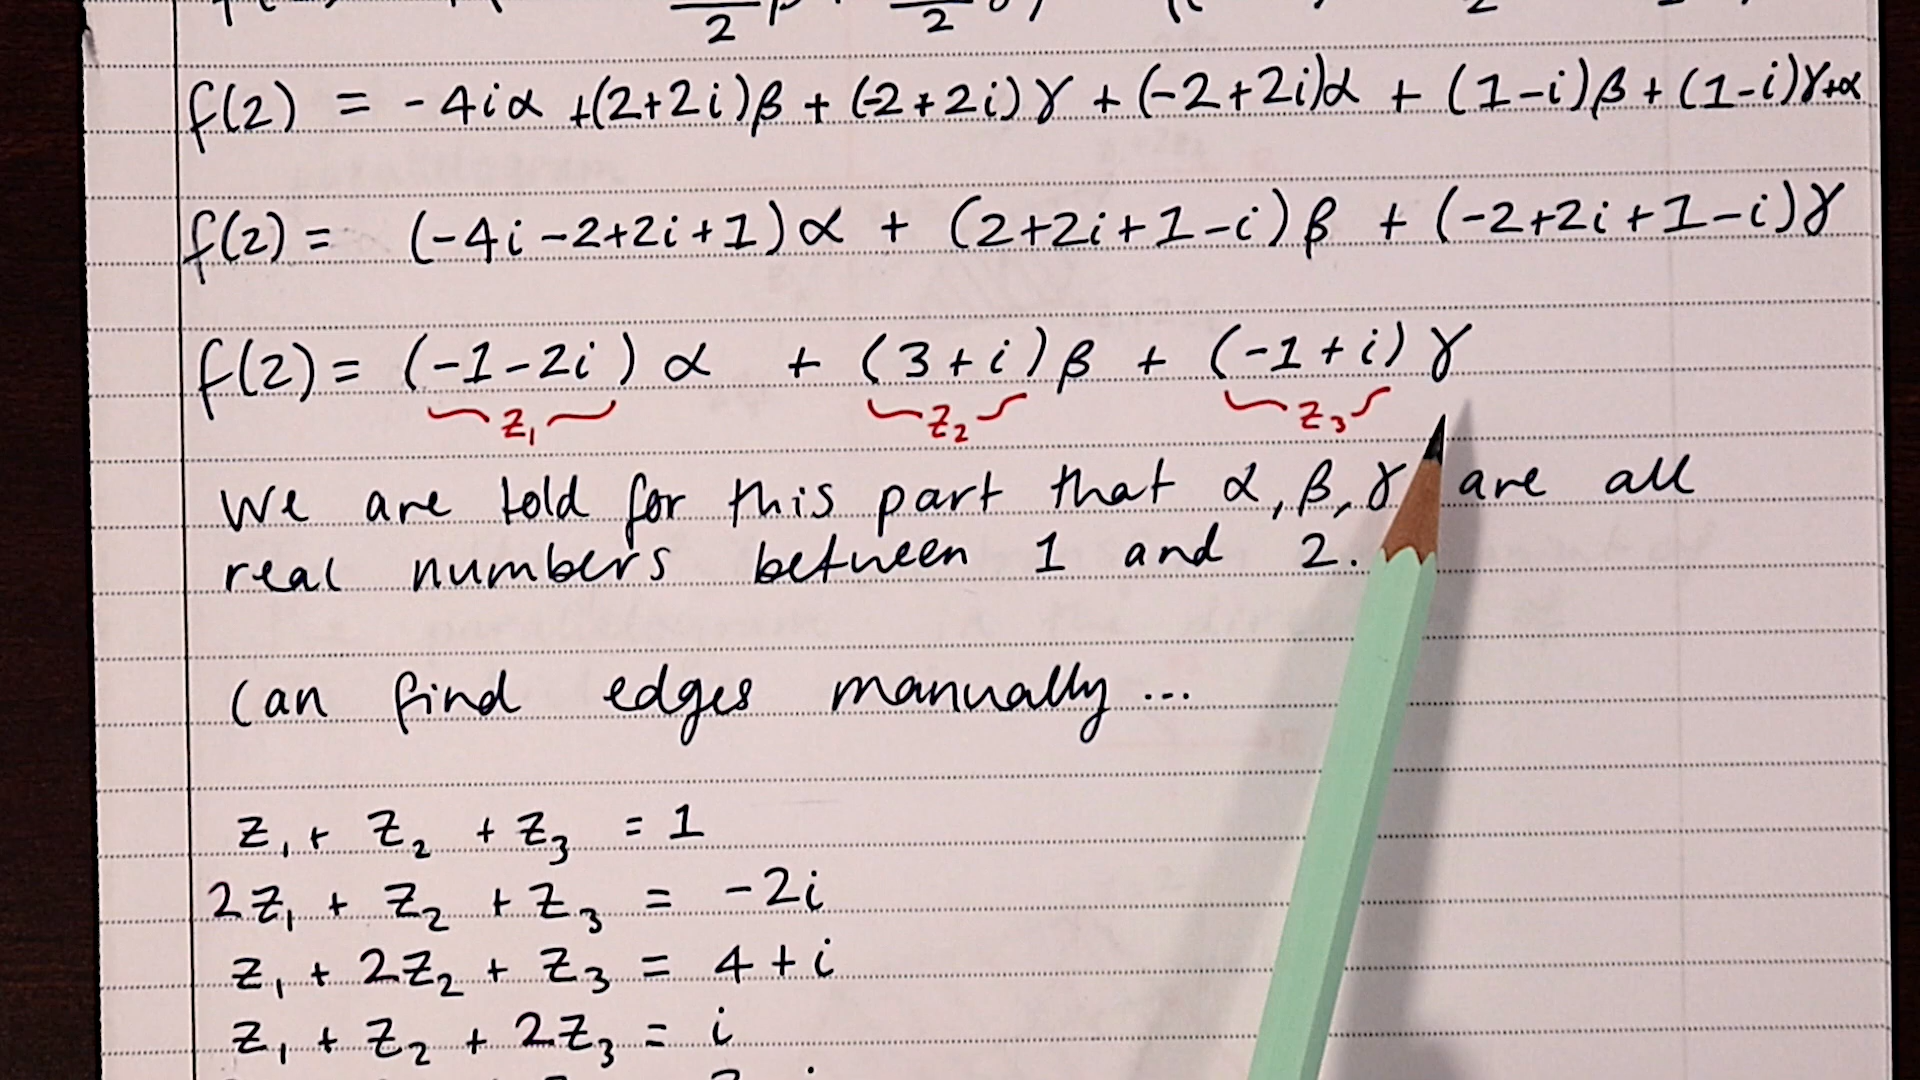 f(2) = -4iα +(2+2i)β + (-2+2i)γ + (-2+2i)α + (1-i)β + (1-i)γ+α
f(2) = (-4i-2+2i+1)α + (2+2i+1-i)β + (-2+2i+1-i)γ
f(2) = (-1-2i)α + (3+i)β + (-1+i)γ
z₁ z₂ z₃
We are told for this part that α, β, γ are all
real numbers between 1 and 2.
Can find edges manually...
z₁ + z₂ + z₃ = 1
2z₁ + z₂ + z₃ = -2i
z₁ + 2z₂ + z₃ = 4+i
z₁ + z₂ + 2z₃ = i